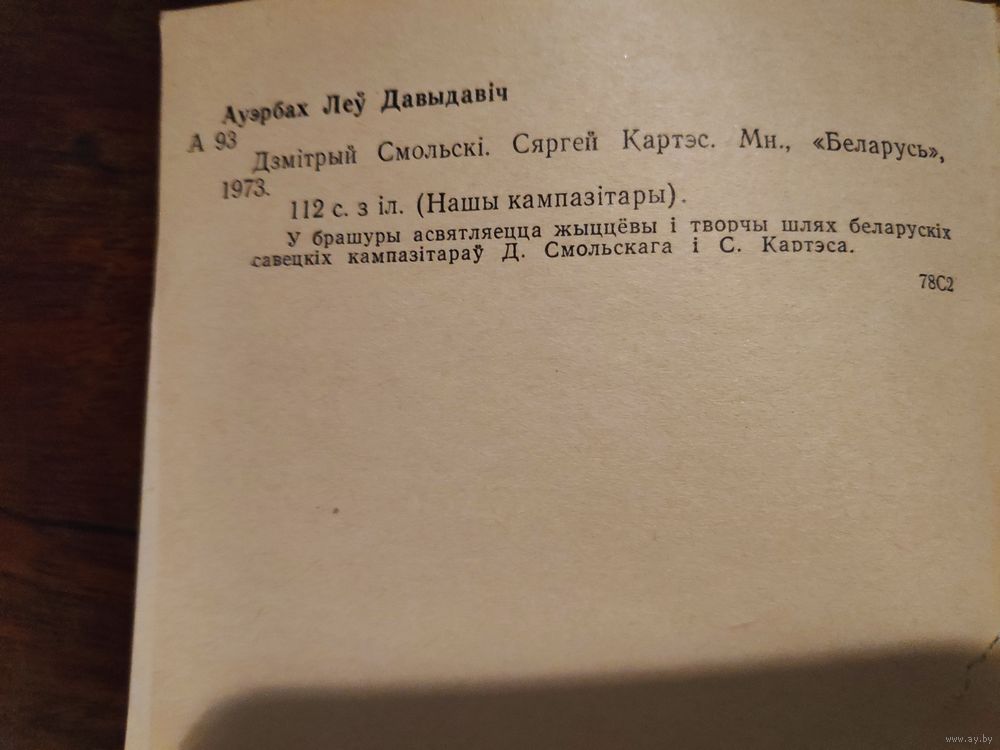 Ауэрбах Леў Давыдавіч
А 93
Дзмітрый Смольскі. Сяргей Картэс. Мн., «Беларусь»,
1973.
112 с. з іл. (Нашы кампазітары).
У брашуры асвятляецца жыццёвы і творчы шлях беларускіх
савецкіх кампазітараў Д. Смольскага і С. Картэса.
78С2
www.ay.by